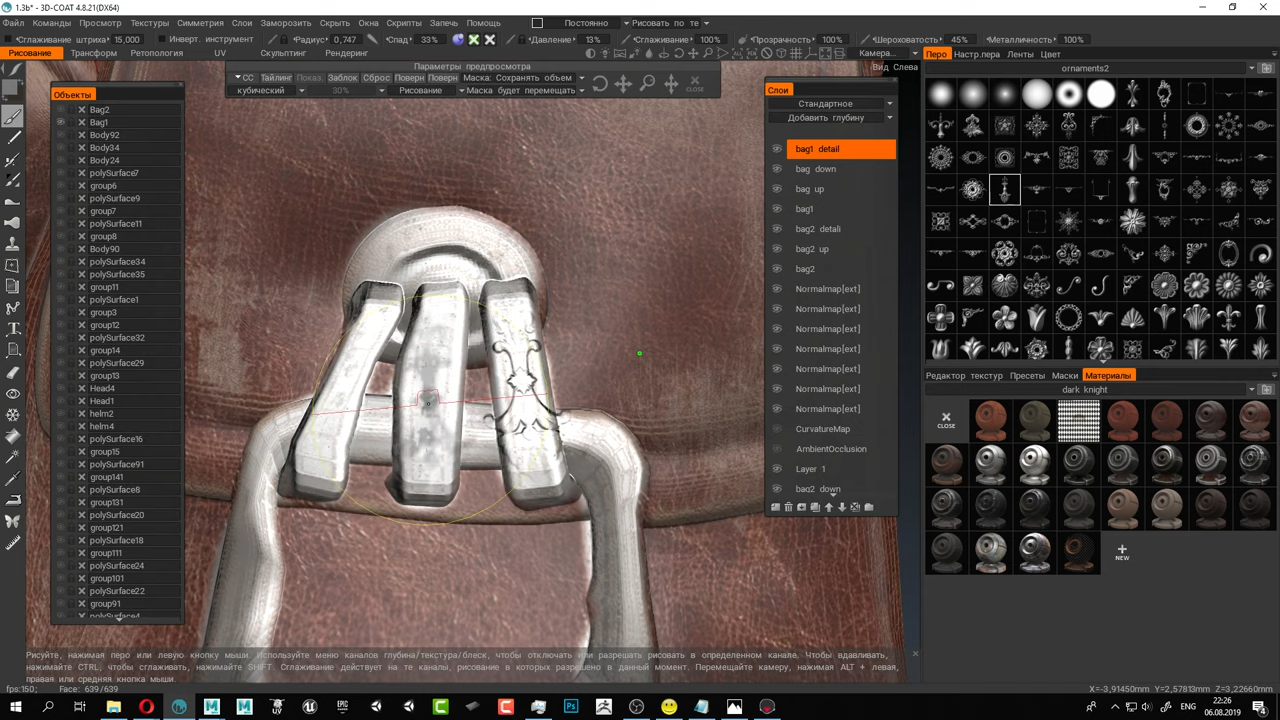 1.3b* - 3D-COAT 4.8.21(DX64)
Файл Команды Просмотр Текстуры Симметрия Слои Заморозить Скрыть Окна Скрипты Запечь Помощь Постоянно Рисовать по те
Сглаживание штрихом 15,000 Инверт. инструмент Радиус 0,747 Спад 33% Давление 13% Сглаживание 100% Прозрачность 100% Шероховатость 45% Металличность 100%
Рисование Трансформ Ретопология UV Скульптинг Рендеринг Камера... Перо Настр.пера Ленты Цвет
Параметры предпросмотра
Вид Слева
ornaments2
CC Тайлинг Показ. Заблок Сброс Поверн Поверн Маска: Сохранять объем
кубический 30% Рисование Маска будет перемещать
CLOSE
Объекты
Bag2
Bag1
Body92
Body34
Body24
polySurface7
group6
polySurface9
group7
polySurface11
group8
Body90
polySurface34
polySurface35
group11
polySurface1
group3
group12
polySurface32
group14
polySurface29
group13
Head4
Head1
helm2
helm4
polySurface16
group15
polySurface91
group141
polySurface8
group131
polySurface20
group121
polySurface18
group111
polySurface24
group101
polySurface22
group91
polySurface4
Слои
Стандартное
Добавить глубину
bag1 detail
bag down
bag up
bag1
bag2 detali
bag2 up
bag2
Normalmap[ext]
Normalmap[ext]
Normalmap[ext]
Normalmap[ext]
Normalmap[ext]
Normalmap[ext]
Normalmap[ext]
CurvatureMap
AmbientOcclusion
Layer 1
bag2 down
Редактор текстур Пресеты Маски Материалы
dark knight
CLOSE
NEW
Рисуйте, нажимая перо или левую кнопку мыши. Используйте меню каналов глубина/текстура/блеск, чтобы отключить или разрешать рисовать в определенном канале. Чтобы вдавливать,
нажимайте CTRL, чтобы сглаживать, нажимайте SHIFT. Сглаживание действует на те каналы, рисование в которых разрешено в данный момент. Перемещайте камеру, нажимая ALT + левая,
правая или средняя кнопка мыши.
fps:150; Face: 639/639
X=-3,91450mm Y=2,57813mm Z=3,22660mm
EPIC
ENG
22:26
06.08.2019